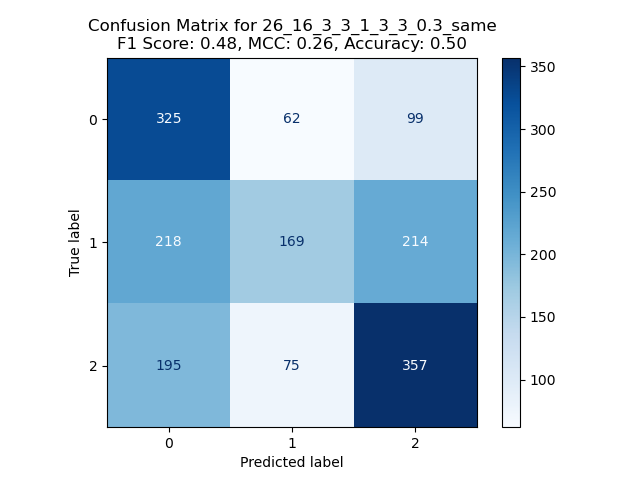 Confusion Matrix for 26_16_3_3_1_3_3_0.3_same
F1 Score: 0.48, MCC: 0.26, Accuracy: 0.50
0
325 62 99
1
218 169 214
2
195 75 357
0 1 2
Predicted label
True label
350
300
250
200
150
100